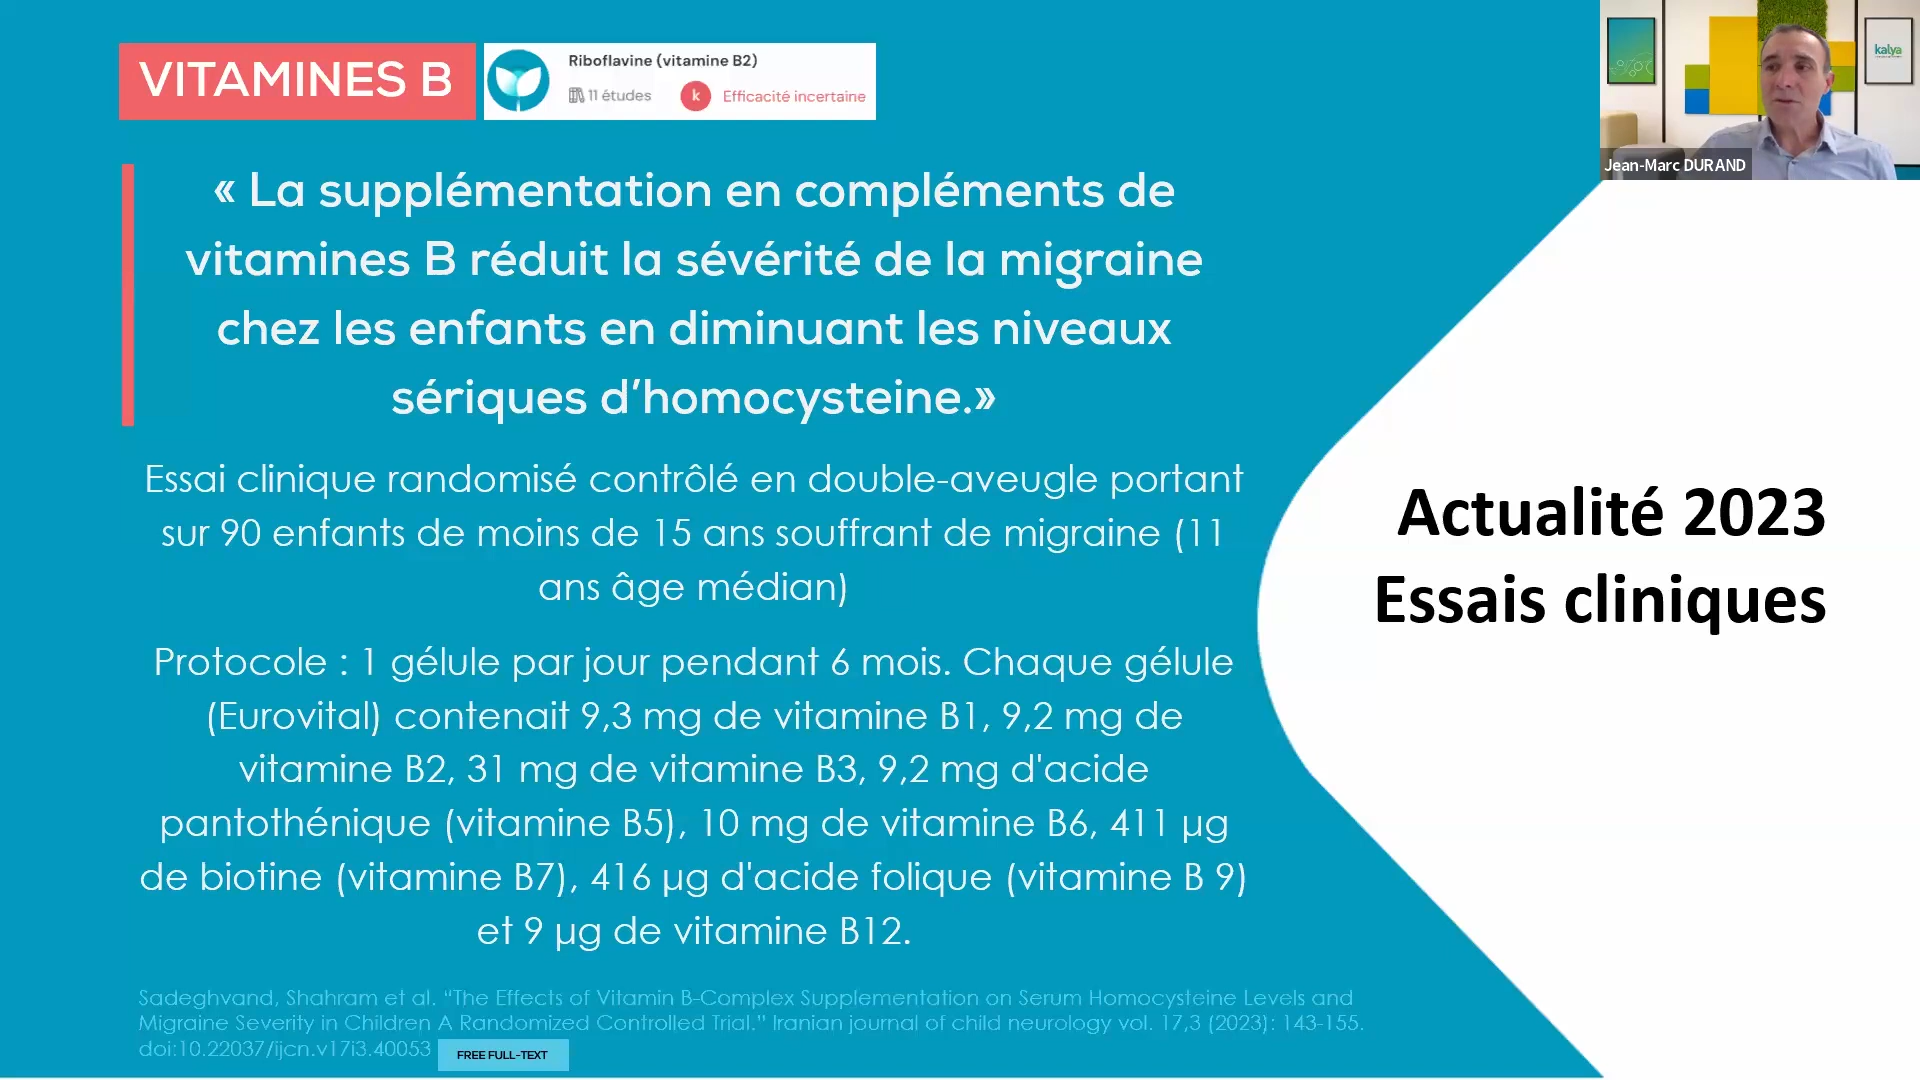 VITAMINES B
Riboflavine (vitamine B2)
11 études
k
Efficacité incertaine
kalya
Jean-Marc DURAND
« La supplémentation en compléments de
vitamines B réduit la sévérité de la migraine
chez les enfants en diminuant les niveaux
sériques d’homocysteine.»
Essai clinique randomisé contrôlé en double-aveugle portant
sur 90 enfants de moins de 15 ans souffrant de migraine (11
ans âge médian)
Protocole : 1 gélule par jour pendant 6 mois. Chaque gélule
(Eurovital) contenait 9,3 mg de vitamine B1, 9,2 mg de
vitamine B2, 31 mg de vitamine B3, 9,2 mg d'acide
pantothénique (vitamine B5), 10 mg de vitamine B6, 411 µg
de biotine (vitamine B7), 416 µg d'acide folique (vitamine B 9)
et 9 µg de vitamine B12.
Actualité 2023
Essais cliniques
Sadeghvand, Shahram et al. “The Effects of Vitamin B-Complex Supplementation on Serum Homocysteine Levels and
Migraine Severity in Children A Randomized Controlled Trial.” Iranian journal of child neurology vol. 17,3 (2023): 143-155.
doi:10.22037/ijcn.v17i3.40053
FREE FULL-TEXT